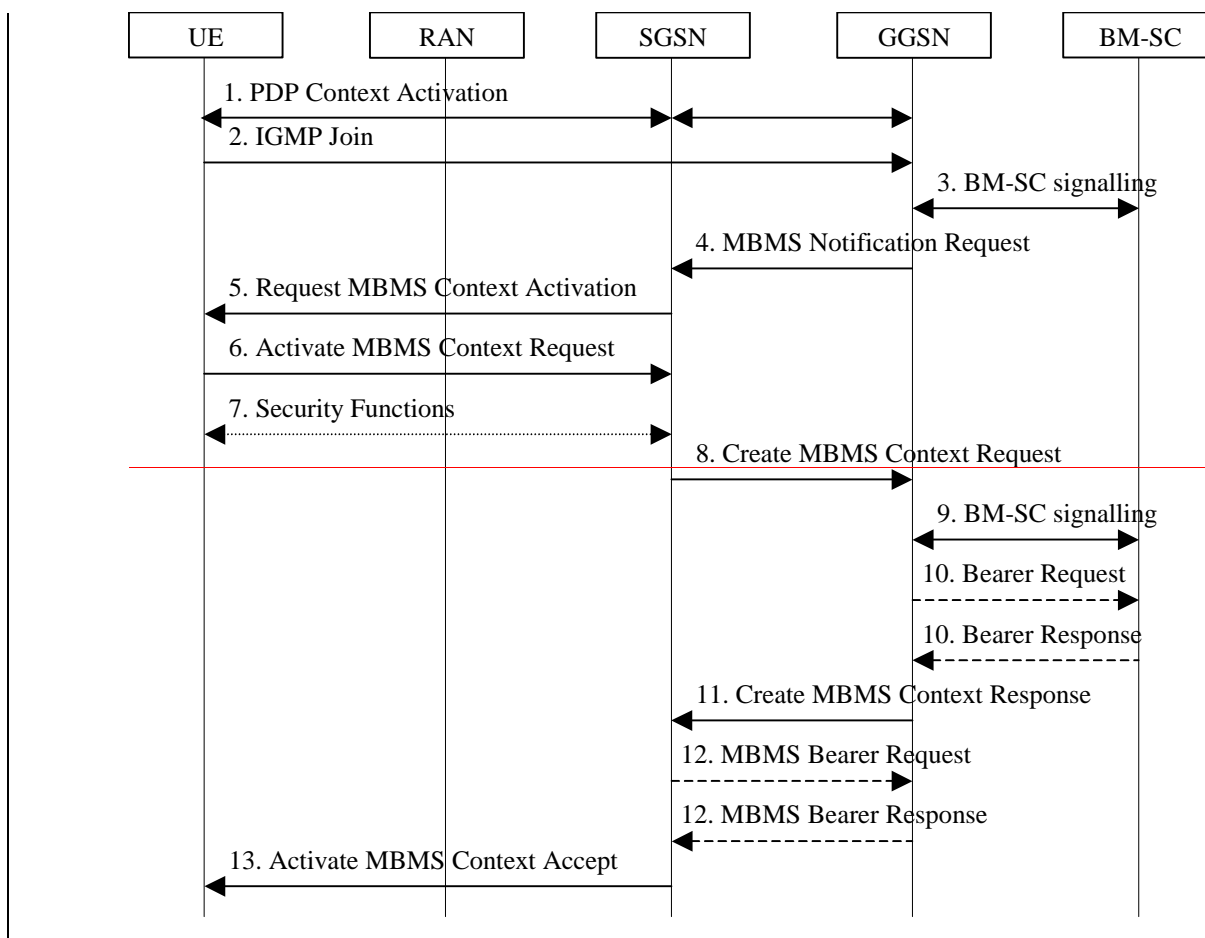 UE RAN SGSN GGSN BM-SC
1. PDP Context Activation
2. IGMP Join
3. BM-SC signalling
4. MBMS Notification Request
5. Request MBMS Context Activation
6. Activate MBMS Context Request
7. Security Functions
8. Create MBMS Context Request
9. BM-SC signalling
10. Bearer Request
10. Bearer Response
11. Create MBMS Context Response
12. MBMS Bearer Request
12. MBMS Bearer Response
13. Activate MBMS Context Accept